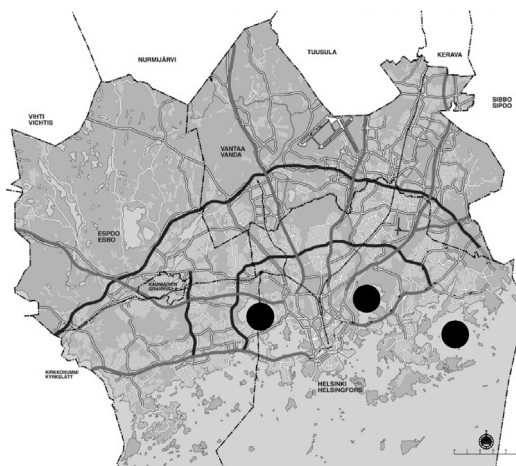 TUUSULA
NURMIJÄRVI
KERAVA
SIBBO
SIPOO
VIHTI
VICHTIS
VANTAA
VANDA
ESPOO
ESBO
KAUNIAINEN
GRANKULLA
KIRKKONUMMI
KYRKSLÄTT
HELSINKI
HELSINGFORS